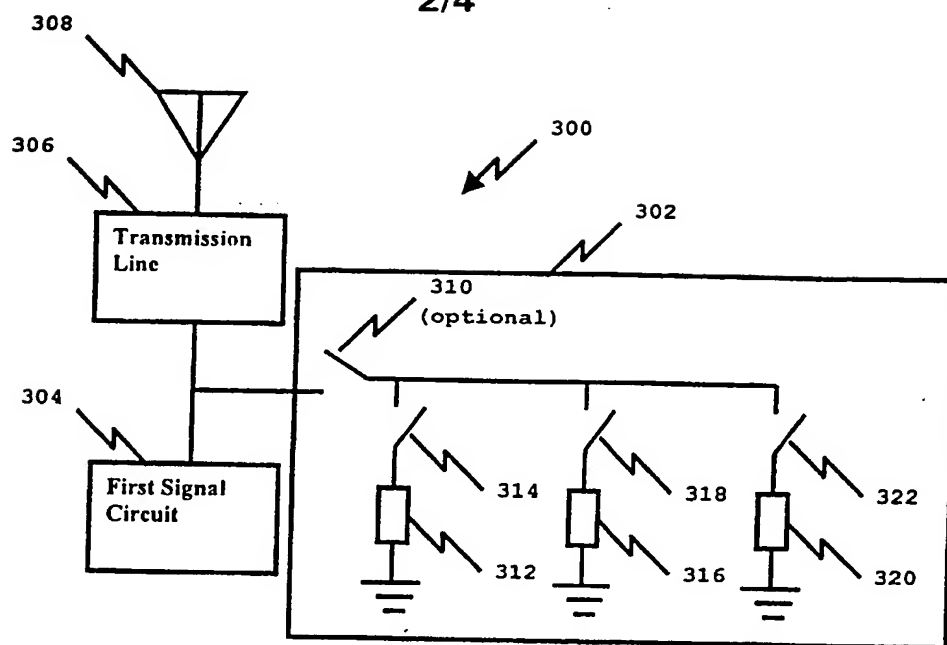 2/4
308
306
300
302
Transmission
Line
310
(optional)
304
First Signal
Circuit
314
318
322
312
316
320